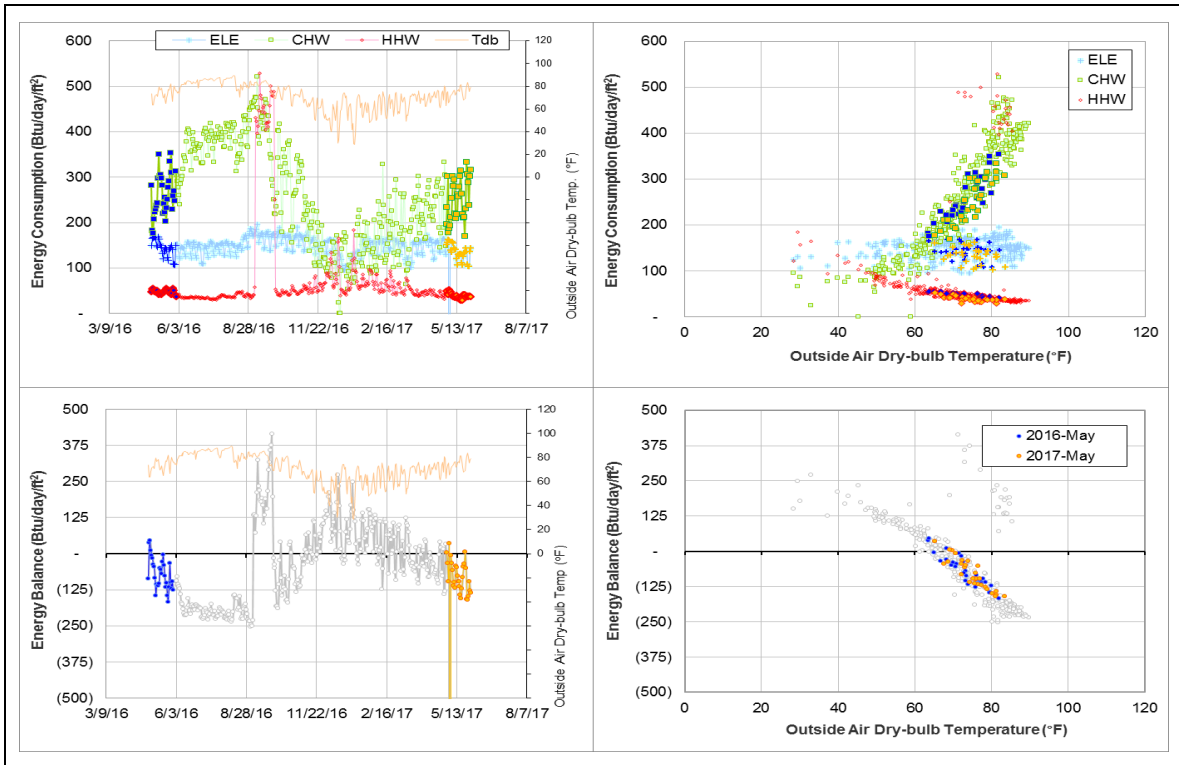 ELE CHW HHW Tdb
Energy Consumption (Btu/day/ft²)
600
500
400
300
200
100
-
120
100
80
60
40
20
0
Outside Air Dry-bulb Temp. (°F)
3/9/16 6/3/16 8/28/16 11/22/16 2/16/17 5/13/17 8/7/17
Energy Consumption (Btu/day/ft²)
600
500
400
300
200
100
-
ELE
CHW
HHW
0 20 40 60 80 100 120
Outside Air Dry-bulb Temperature (°F)
Energy Balance (Btu/day/ft²)
500
375
250
125
-
(125)
(250)
(375)
(500)
120
100
80
60
40
20
0
Outside Air Dry-bulb Temp (°F)
3/9/16 6/3/16 8/28/16 11/22/16 2/16/17 5/13/17 8/7/17
Energy Balance (Btu/day/ft²)
500
375
250
125
-
(125)
(250)
(375)
(500)
2016-May
2017-May
0 20 40 60 80 100 120
Outside Air Dry-bulb Temperature (°F)